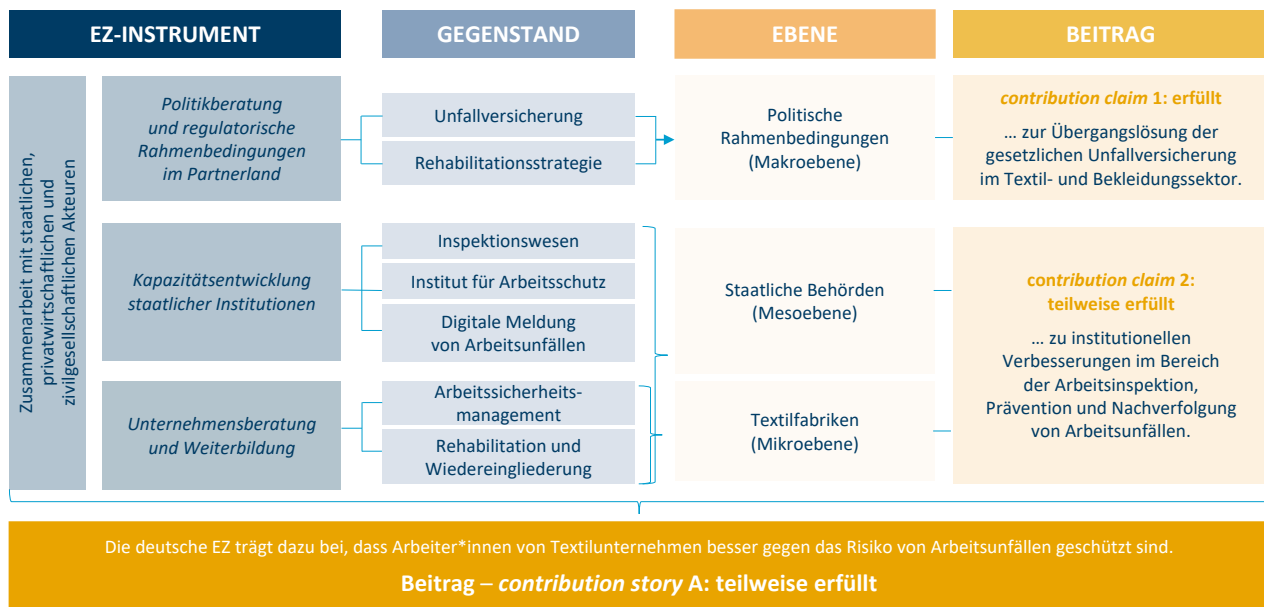 EZ-INSTRUMENT
GEGENSTAND
EBENE
BEITRAG
Zusammenarbeit mit staatlichen,
privatwirtschaftlichen und
zivilgesellschaftlichen Akteuren
Politikberatung
und regulatorische
Rahmenbedingungen
im Partnerland
Unfallversicherung
Rehabilitationsstrategie
Politische
Rahmenbedingungen
(Makroebene)
contribution claim 1: erfüllt
... zur Übergangslösung der
gesetzlichen Unfallversicherung
im Textil- und Bekleidungssektor.
Kapazitätsentwicklung
staatlicher Institutionen
Inspektionswesen
Institut für Arbeitsschutz
Digitale Meldung
von Arbeitsunfällen
Staatliche Behörden
(Mesoebene)
contribution claim 2:
teilweise erfüllt
... zu institutionellen
Verbesserungen im Bereich
der Arbeitsinspektion,
Prävention und Nachverfolgung
von Arbeitsunfällen.
Unternehmensberatung
und Weiterbildung
Arbeitssicherheits-
management
Rehabilitation und
Wiedereingliederung
Textilfabriken
(Mikroebene)
Die deutsche EZ trägt dazu bei, dass Arbeiter*innen von Textilunternehmen besser gegen das Risiko von Arbeitsunfällen geschützt sind.
Beitrag – contribution story A: teilweise erfüllt